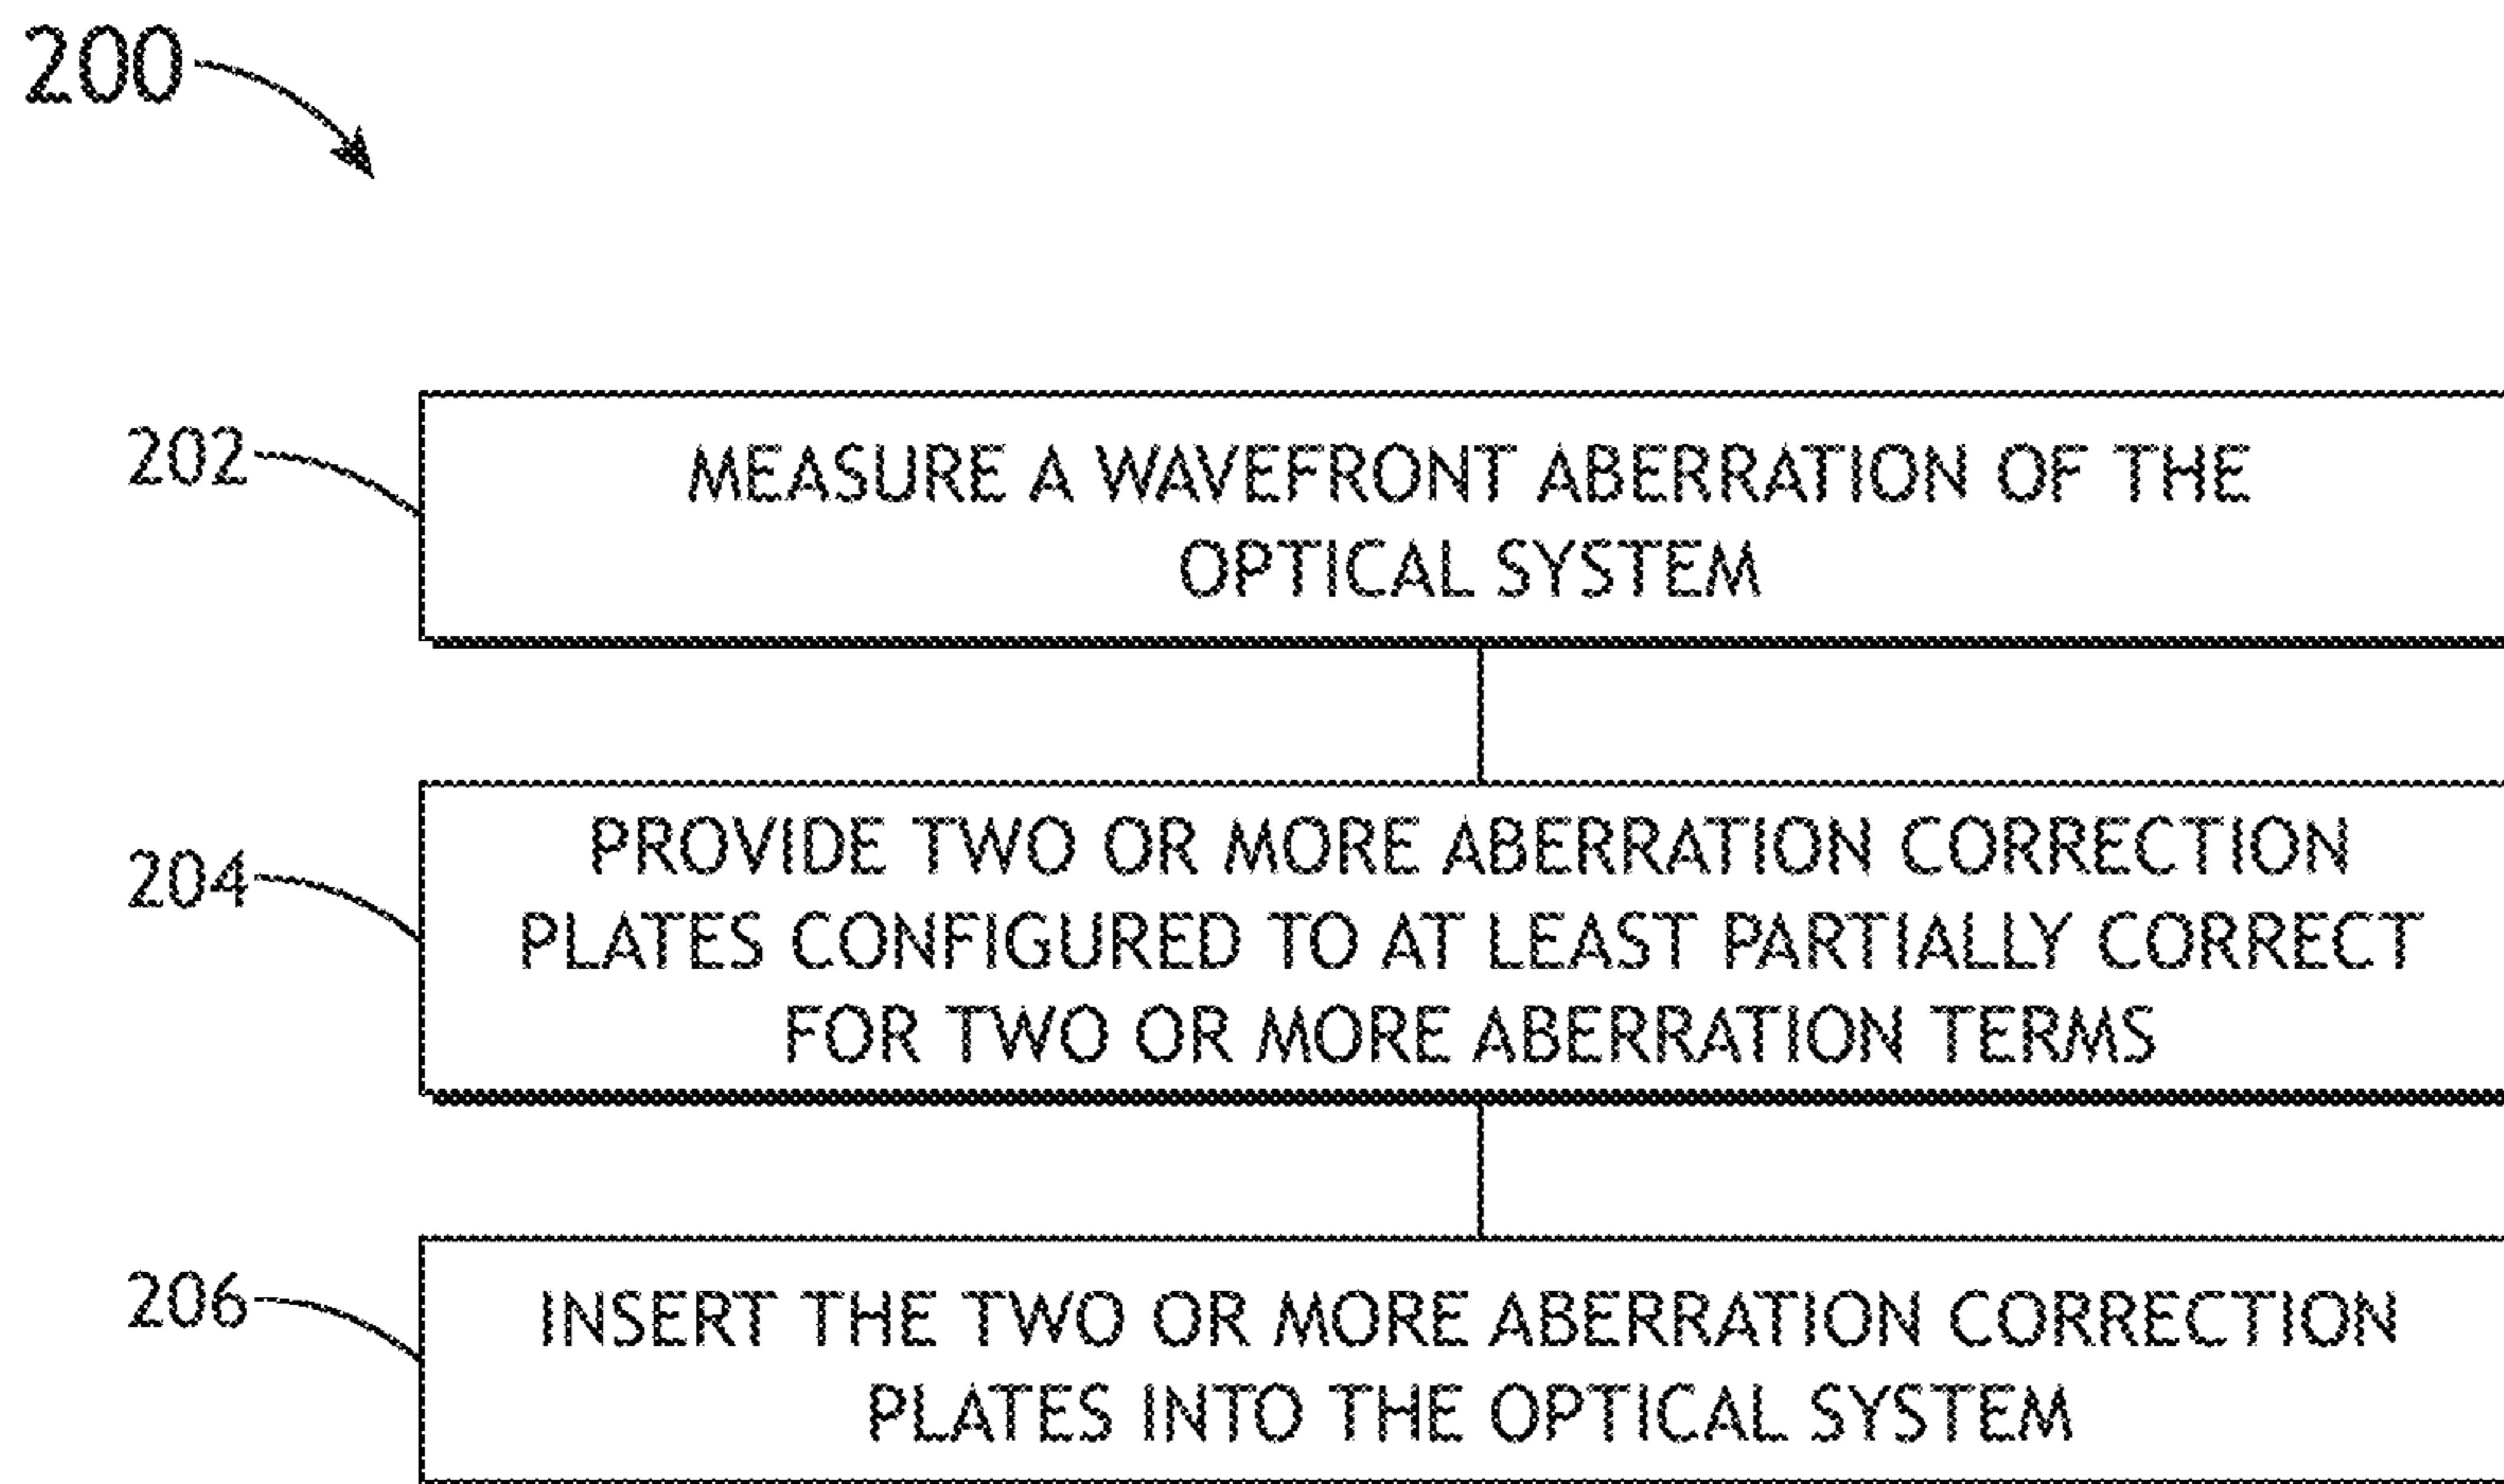 200
202
MEASURE A WAVEFRONT ABERRATION OF THE
OPTICAL SYSTEM
204
PROVIDE TWO OR MORE ABERRATION CORRECTION
PLATES CONFIGURED TO AT LEAST PARTIALLY CORRECT
FOR TWO OR MORE ABERRATION TERMS
206
INSERT THE TWO OR MORE ABERRATION CORRECTION
PLATES INTO THE OPTICAL SYSTEM